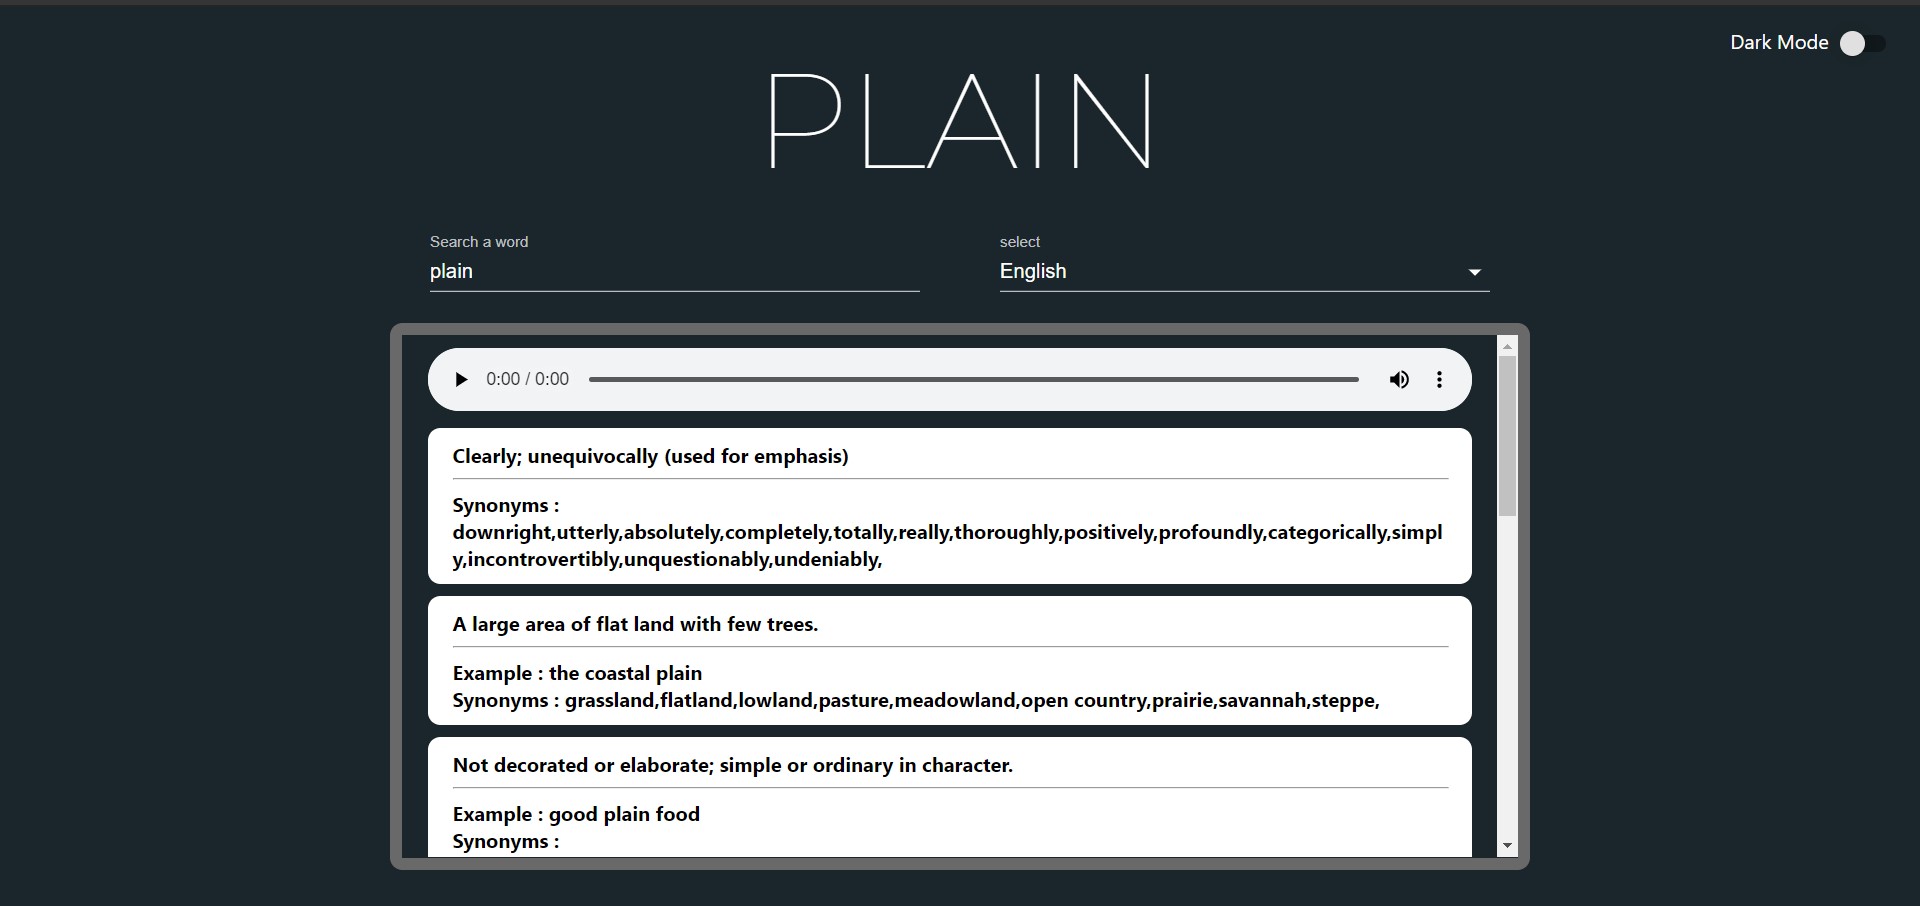 Dark Mode
PLAIN
Search a word
plain
select
English
0:00 / 0:00
Clearly; unequivocally (used for emphasis)
Synonyms :
downright,utterly,absolutely,completely,totally,really,thoroughly,positively,profoundly,categorically,simpl
y,incontrovertibly,unquestionably,undeniably,
A large area of flat land with few trees.
Example : the coastal plain
Synonyms : grassland,flatland,lowland,pasture,meadowland,open country,prairie,savannah,steppe,
Not decorated or elaborate; simple or ordinary in character.
Example : good plain food
Synonyms :